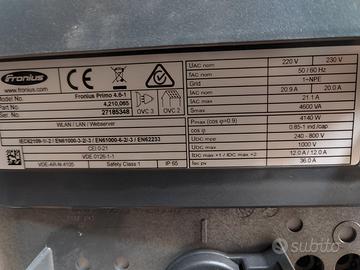 Fronius
www.fronius.com
Model No. Fronius Primo 4.6-1
Part No. 4,210,065
Ser. No. 27185348
OVC 3 OVC 2
WLAN / LAN / Webserver
IEC62109-1/-2 / EN61000-3-2/-3 / EN61000-6-2/-3 / EN62233
CEI 0-21
VDE 0126-1-1
VDE-AR-N 4105 Safety Class 1 IP 65
UAC nom 220 V 230 V
fAC nom 50 / 60 Hz
Grid 1~NPE
IAC nom 20.9 A 20.0 A
IAC max 21.1 A
Smax 4600 VA
Pmax (cos φ=0.9) 4140 W
cos φ 0.85-1 ind./cap.
UDC mpp 240 - 800 V
UDC max 1000 V
IDC max ×1 / IDC max ×2 12.0 A / 12.0 A
Isc pv 36.0 A
subito